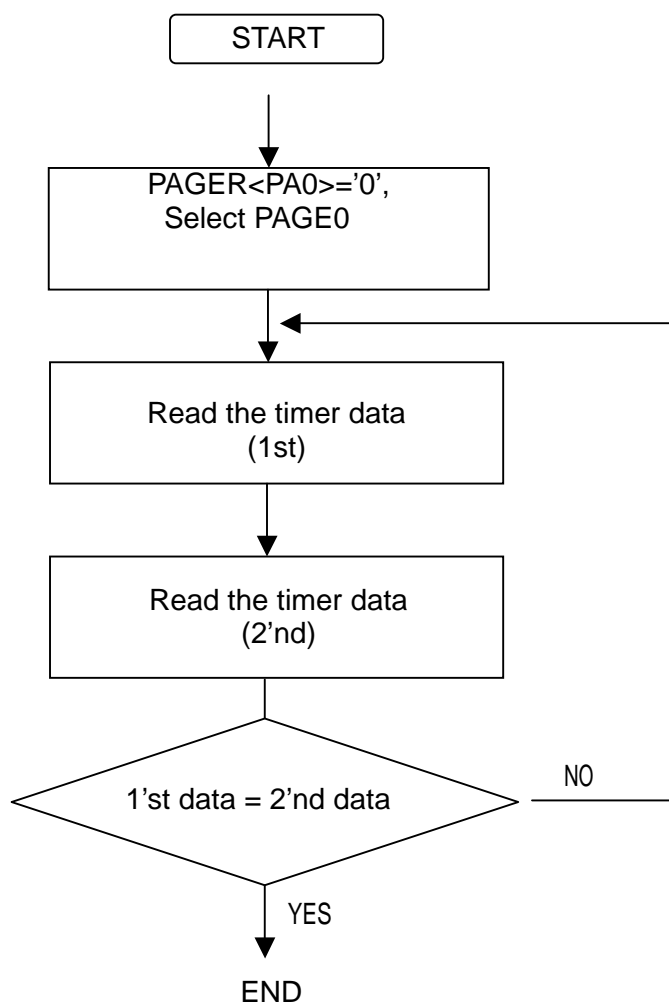 START
PAGER<PA0>='0',
Select PAGE0
Read the timer data
(1st)
Read the timer data
(2’nd)
1’st data = 2’nd data
NO
YES
END